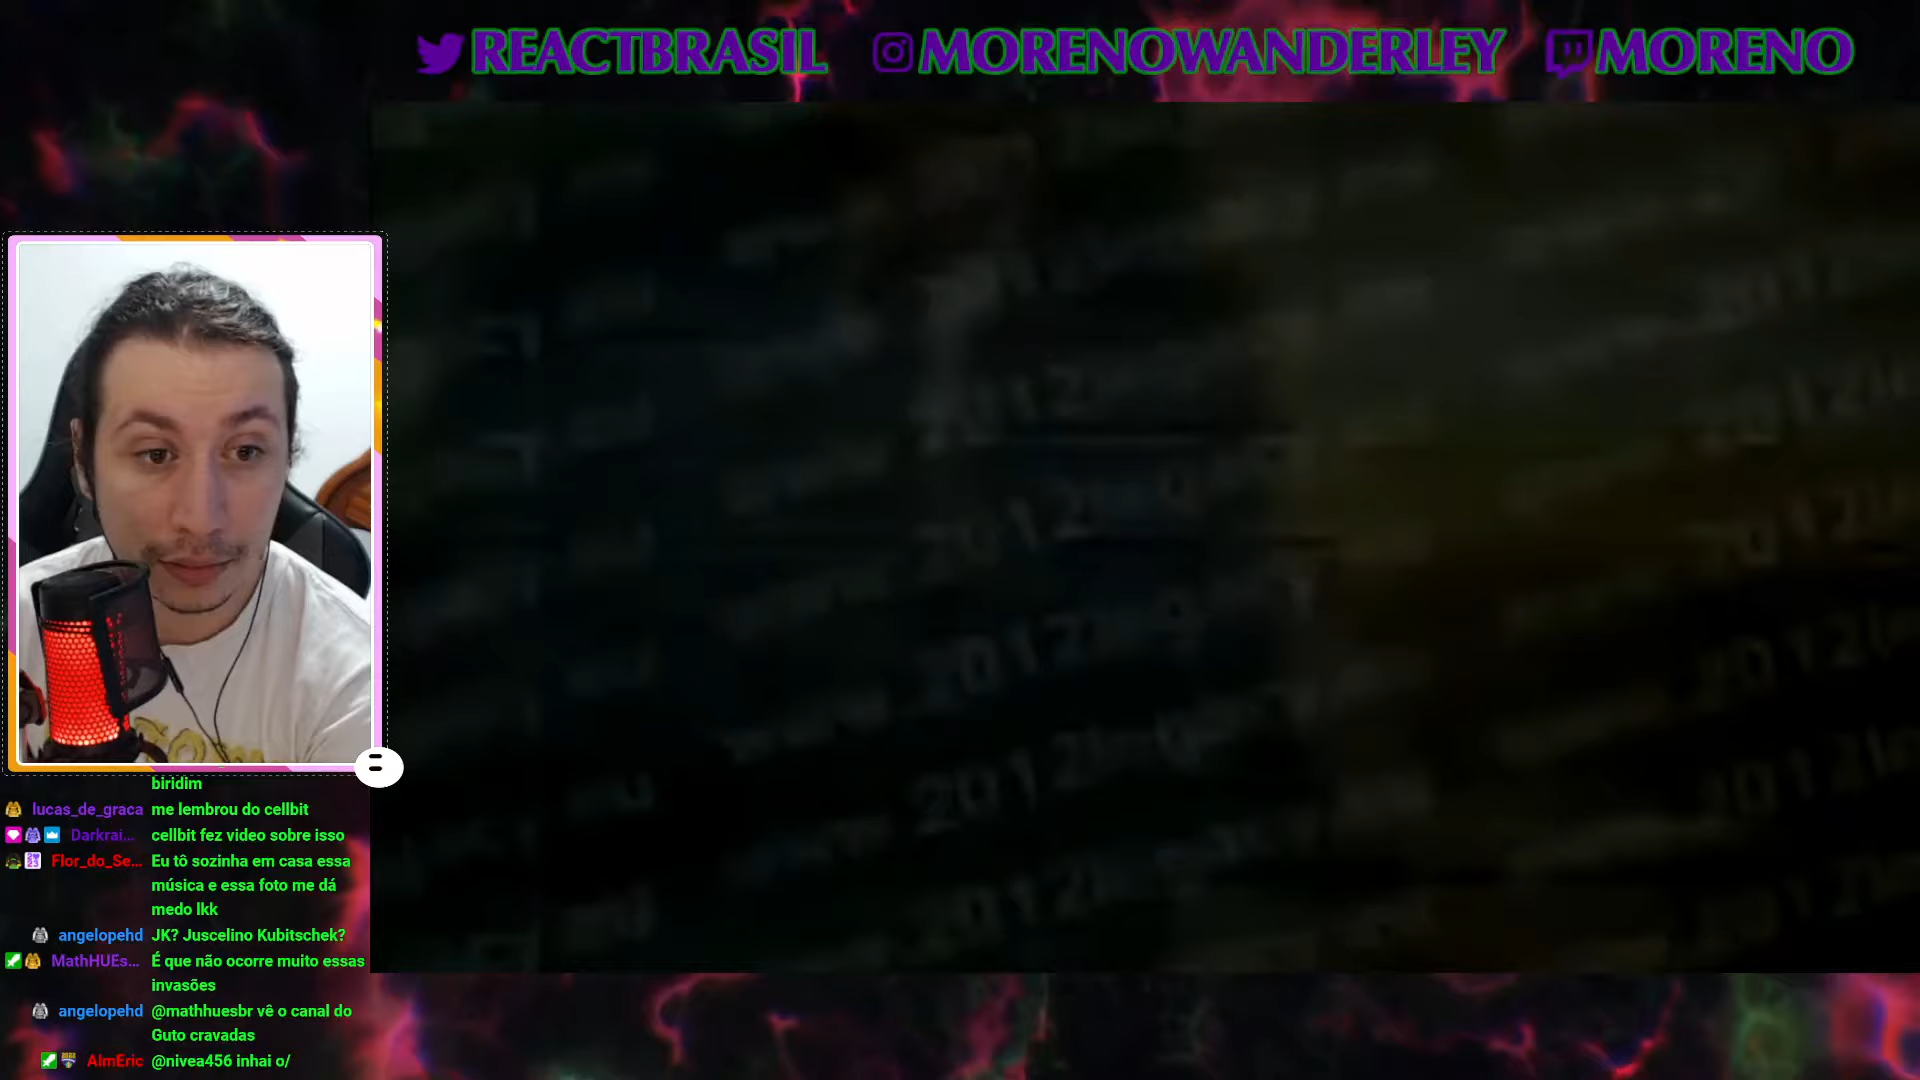 REACTBRASIL MORENOWANDERLEY MORENO
biridim
lucas_de_graca me lembrou do cellbit
Darkrai... cellbit fez video sobre isso
Flor_do_Se... Eu tô sozinha em casa essa
música e essa foto me dá
medo lkk
angelopehd JK? Juscelino Kubitschek?
MathHUEs... É que não ocorre muito essas
invasões
angelopehd @mathhuesbr vê o canal do
Guto cravadas
AlmEric @nivea456 inhai o/